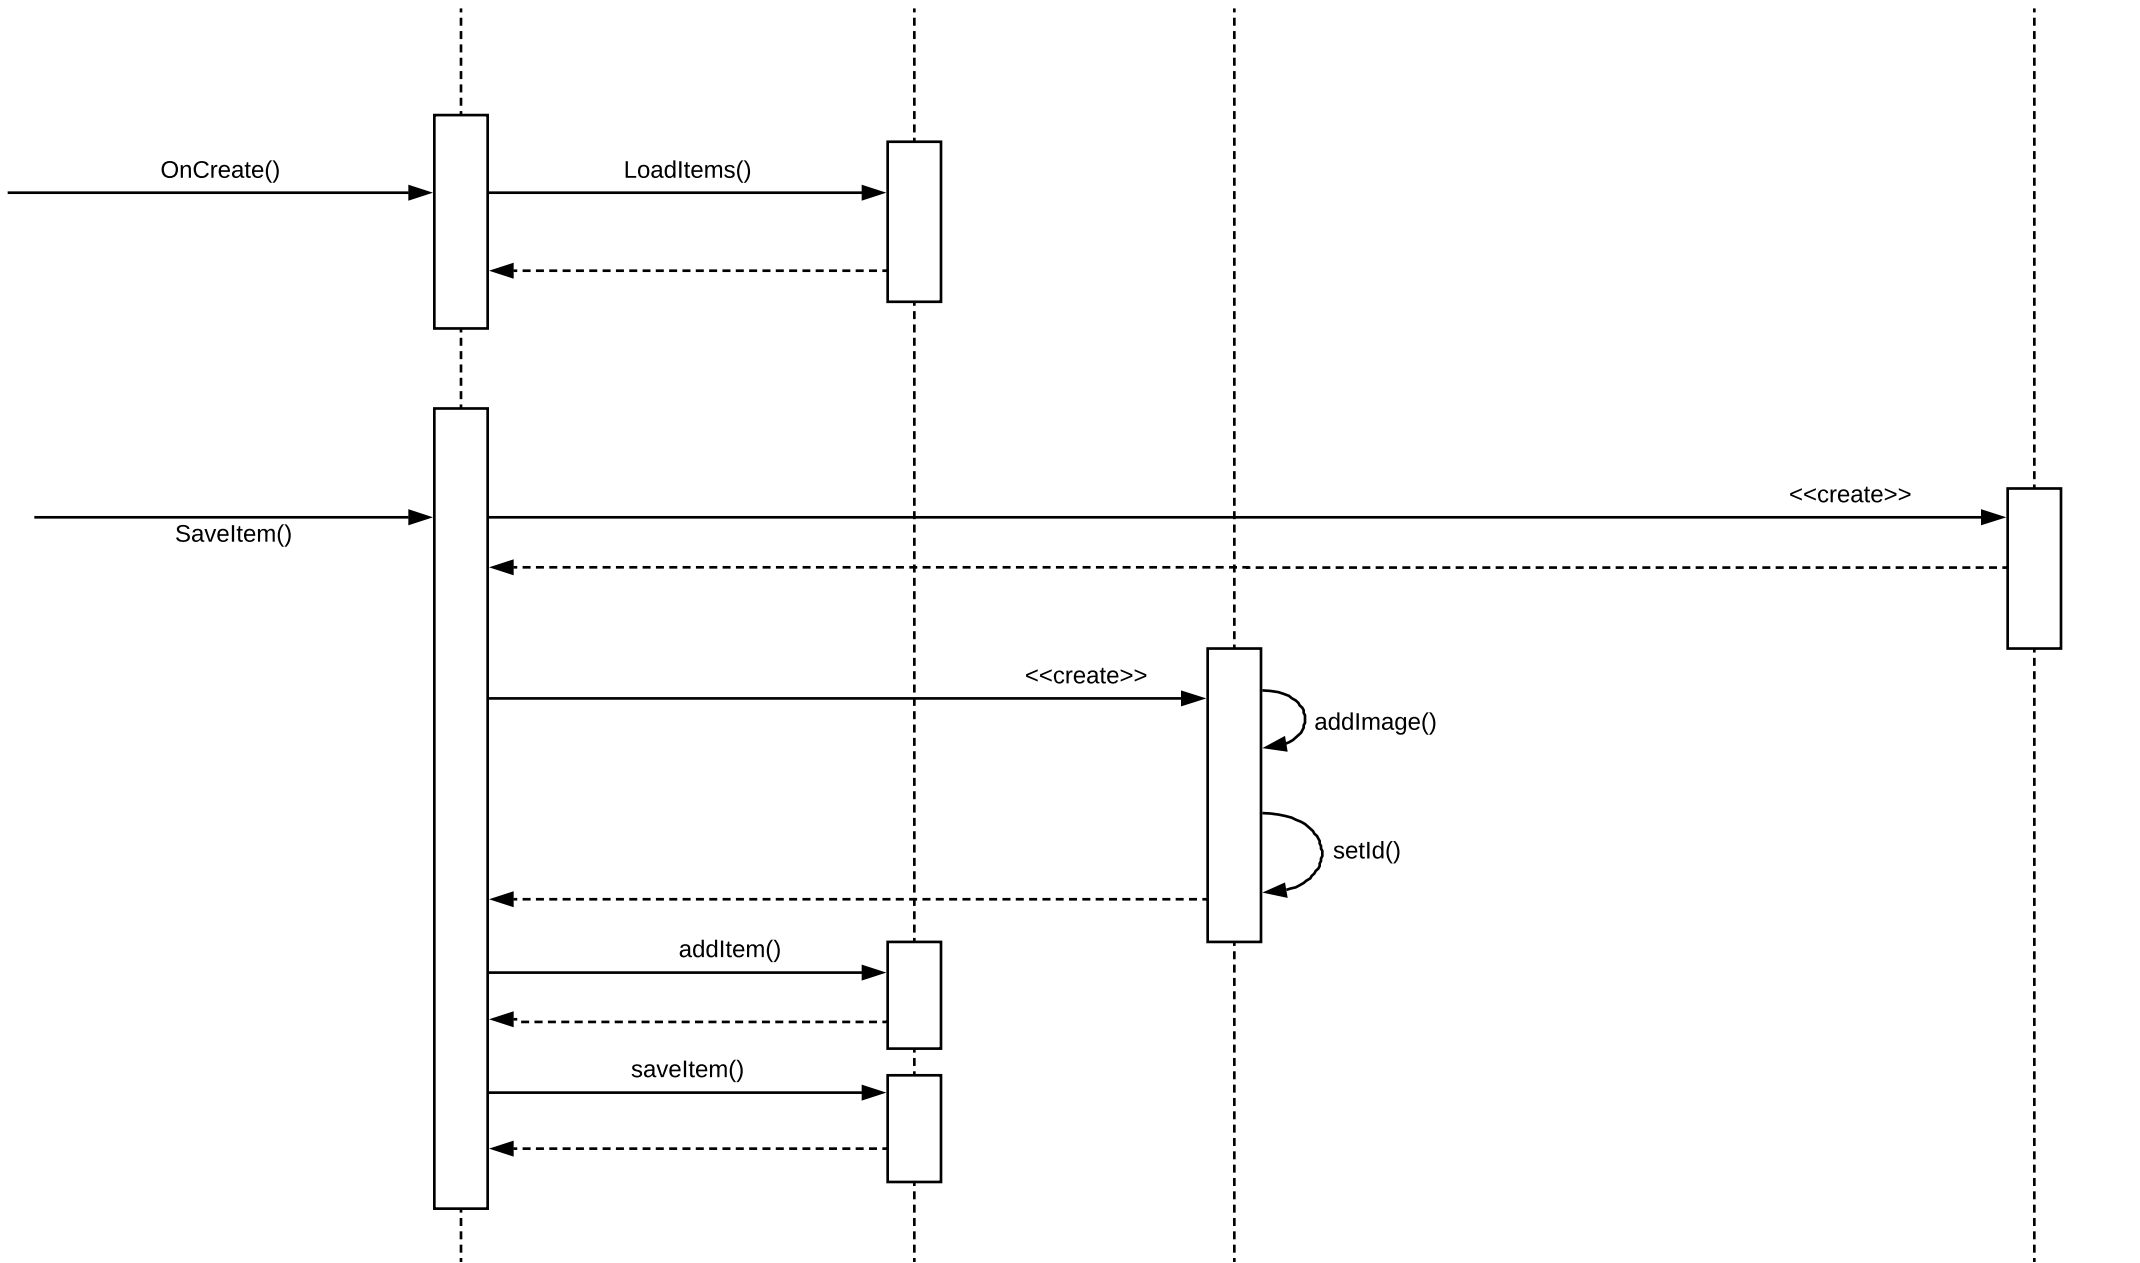 OnCreate()
LoadItems()
<<create>>
SaveItem()
<<create>>
addImage()
setId()
addItem()
saveItem()